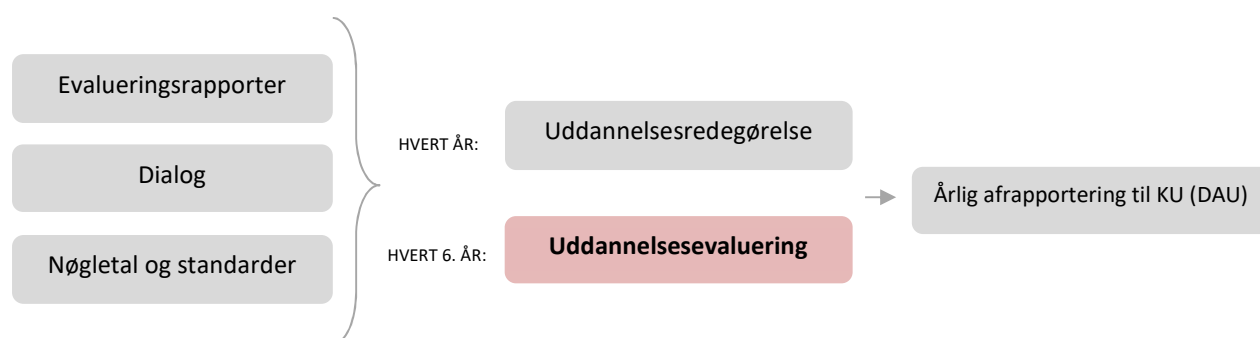 Evalueringsrapporter
Dialog
Nøgletal og standarder
HVERT ÅR:
Uddannelsesredegørelse
HVERT 6. ÅR:
Uddannelsesevaluering
Årlig afrapportering til KU (DAU)